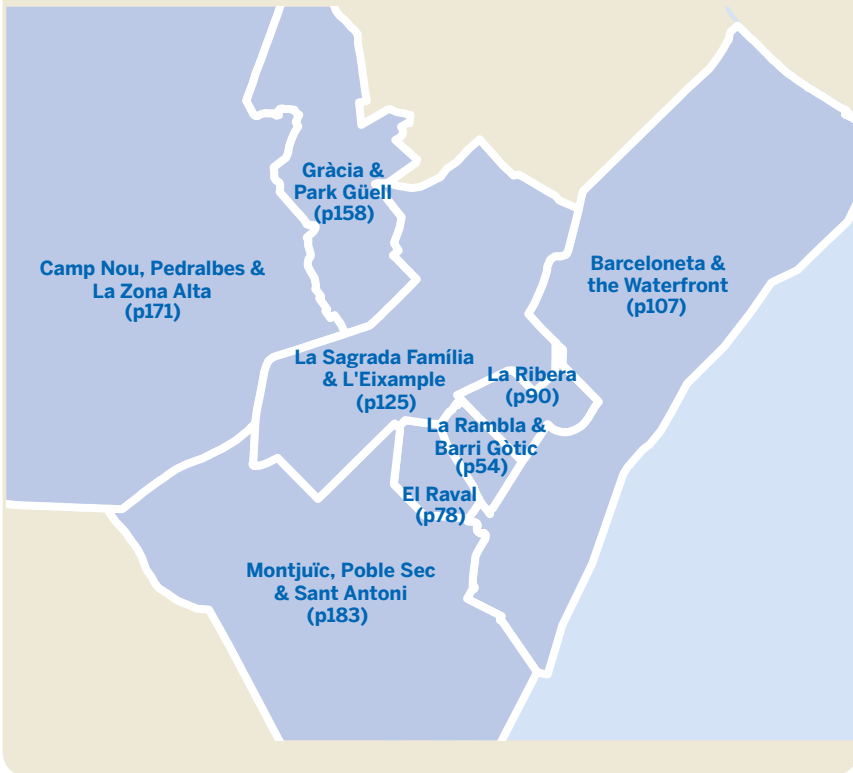 Gràcia &
Park Güell
(p158)
Camp Nou, Pedralbes &
La Zona Alta
(p171)
Barceloneta &
the Waterfront
(p107)
La Sagrada Família
& L'Eixample
(p125)
La Ribera
(p90)
La Rambla &
Barri Gòtic
(p54)
El Raval
(p78)
Montjuïc, Poble Sec
& Sant Antoni
(p183)